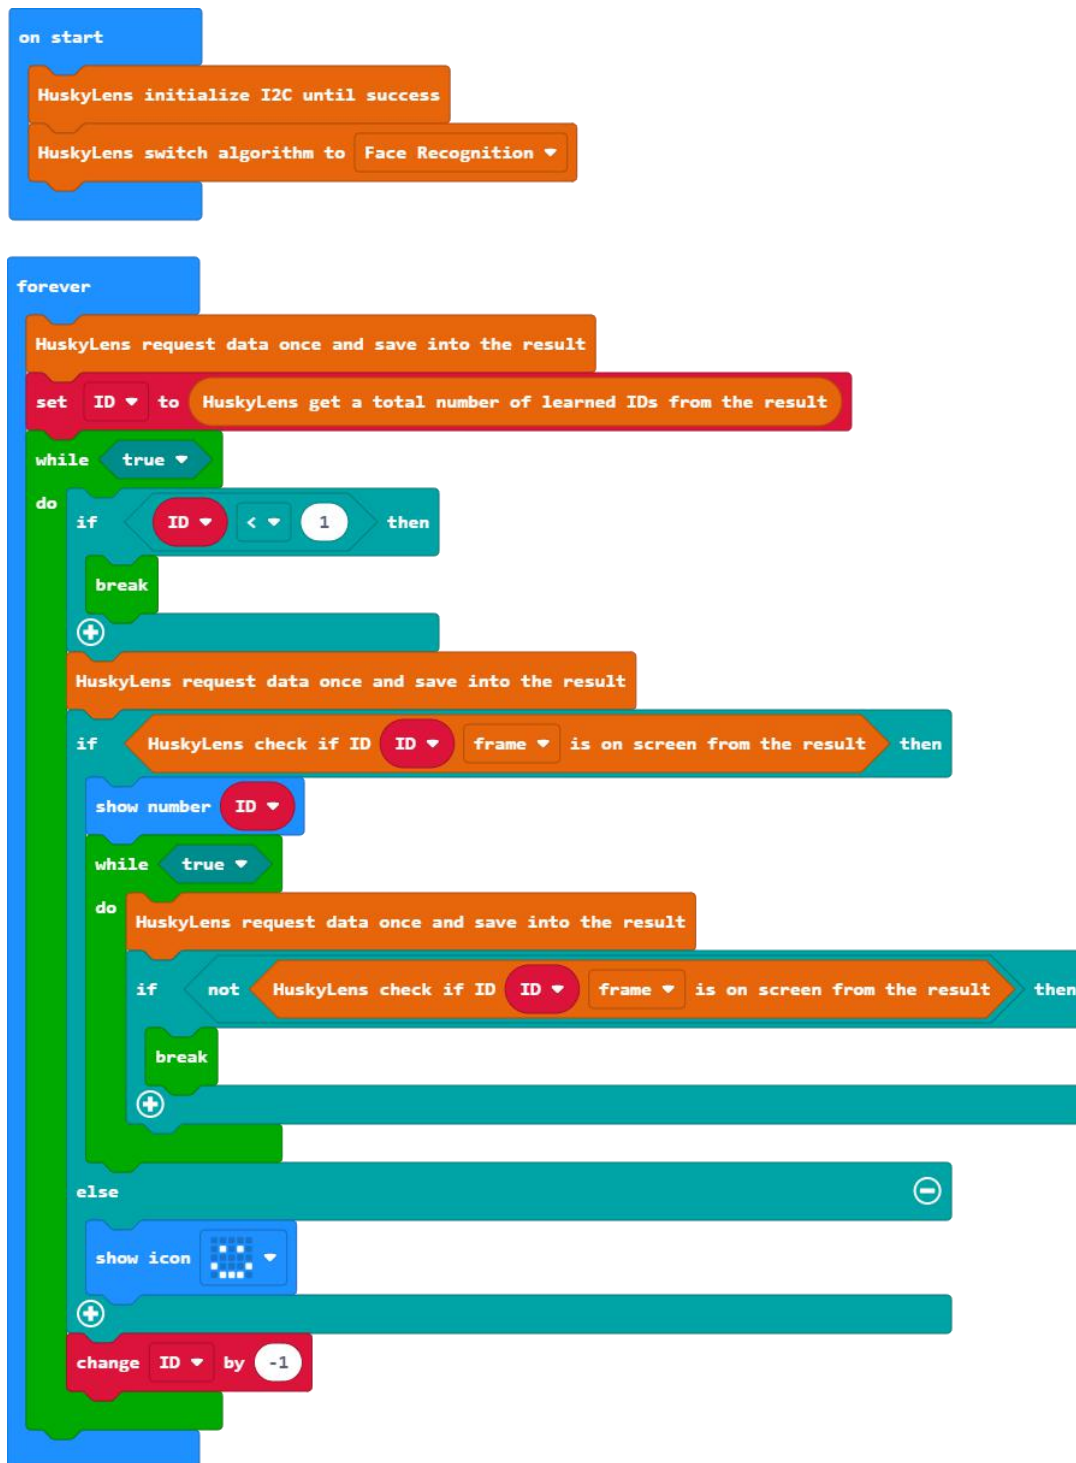 on start
HuskyLens initialize I2C until success
HuskyLens switch algorithm to Face Recognition
forever
HuskyLens request data once and save into the result
set ID to HuskyLens get a total number of learned IDs from the result
while true
do
if ID < 1 then
break
HuskyLens request data once and save into the result
if HuskyLens check if ID ID frame is on screen from the result then
show number ID
while true
do
HuskyLens request data once and save into the result
if not HuskyLens check if ID ID frame is on screen from the result then
break
else
show icon
change ID by -1